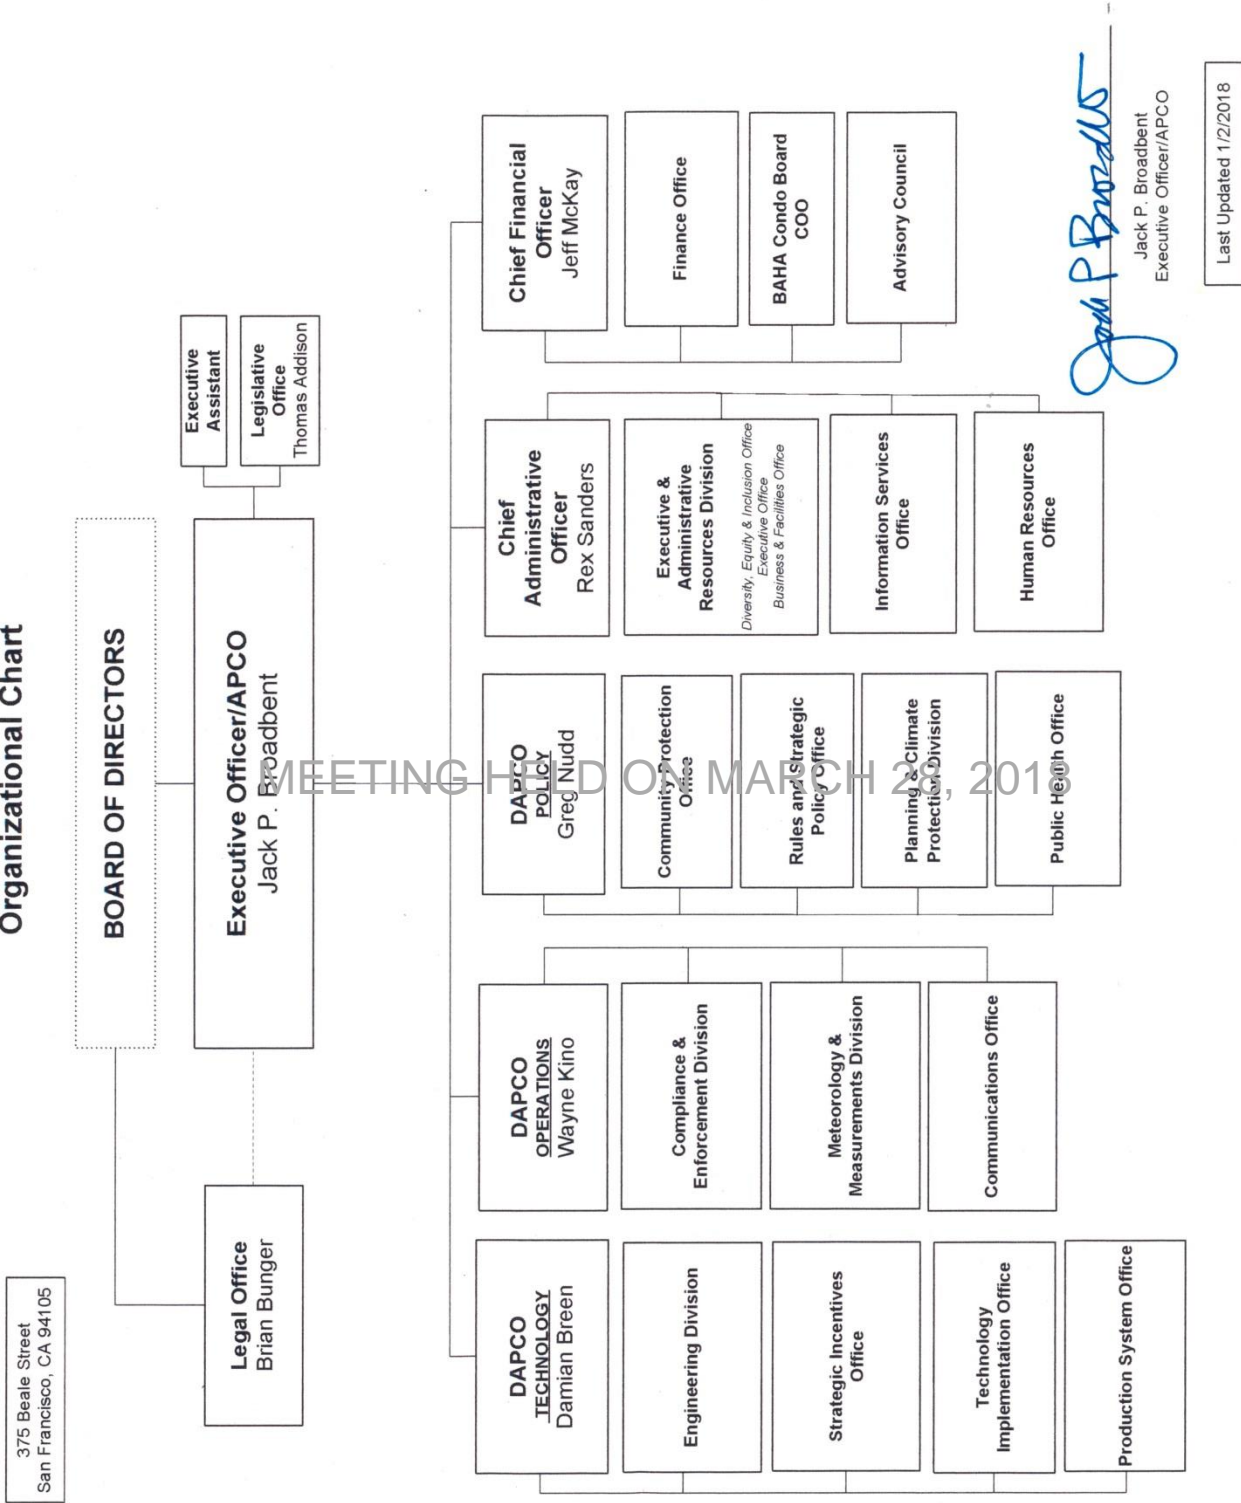 375 Beale Street
San Francisco, CA 94105
Organizational Chart
BOARD OF DIRECTORS
Legal Office
Brian Bunger
Executive Officer/APCO
Jack P. Broadbent
Executive
Assistant
Legislative
Office
Thomas Addison
DAPCO
TECHNOLOGY
Damian Breen
Engineering Division
Strategic Incentives
Office
Technology
Implementation Office
Production System Office
DAPCO
OPERATIONS
Wayne Kino
Compliance &
Enforcement Division
Meteorology &
Measurements Division
Communications Office
DAPCO
POLICY
Greg Nudd
Community Protection
Office
Rules and Strategic
Policy Office
Planning & Climate
Protection Division
Public Health Office
Chief
Administrative
Officer
Rex Sanders
Executive &
Administrative
Resources Division
Diversity, Equity & Inclusion Office
Executive Office
Business & Facilities Office
Information Services
Office
Human Resources
Office
Chief Financial
Officer
Jeff McKay
Finance Office
BAHA Condo Board
COO
Advisory Council
MEETING HELD ON MARCH 28, 2018
Jack P Broadbent
Jack P. Broadbent
Executive Officer/APCO
Last Updated 1/2/2018